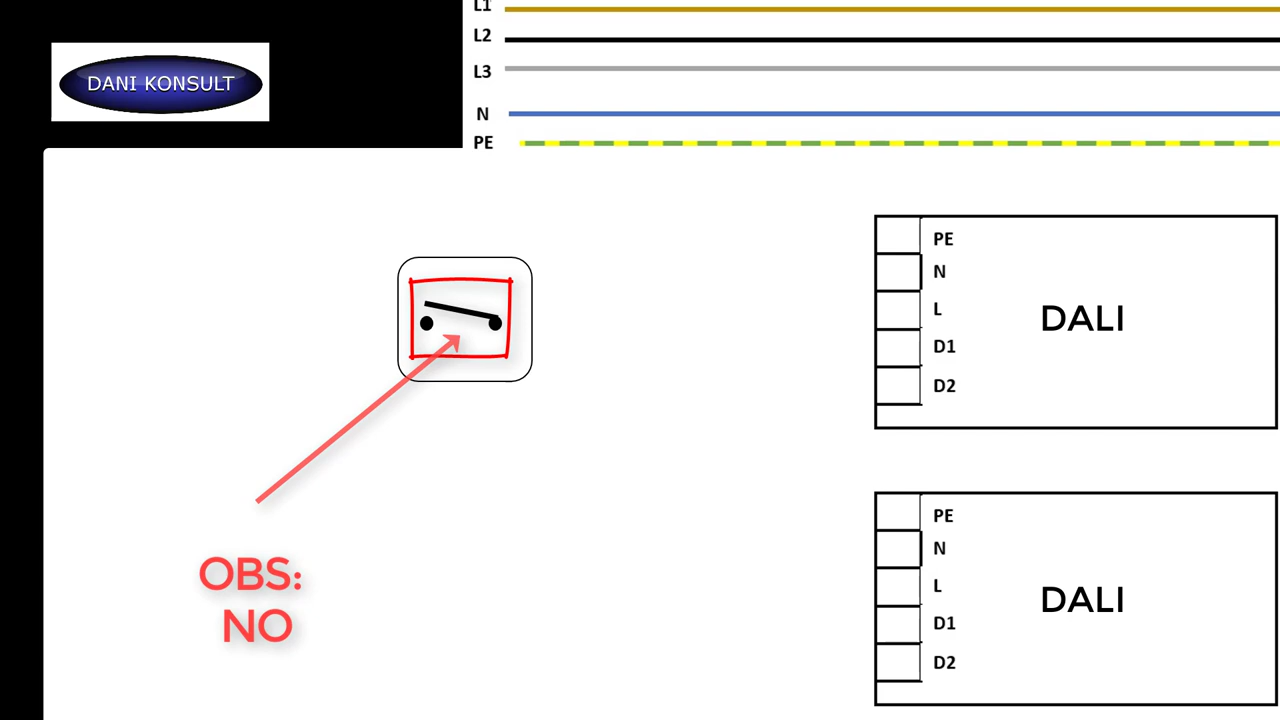 L1
L2
DANI KONSULT
L3
N
PE
PE
N
L
DALI
D1
D2
OBS:
NO
PE
N
L
DALI
D1
D2